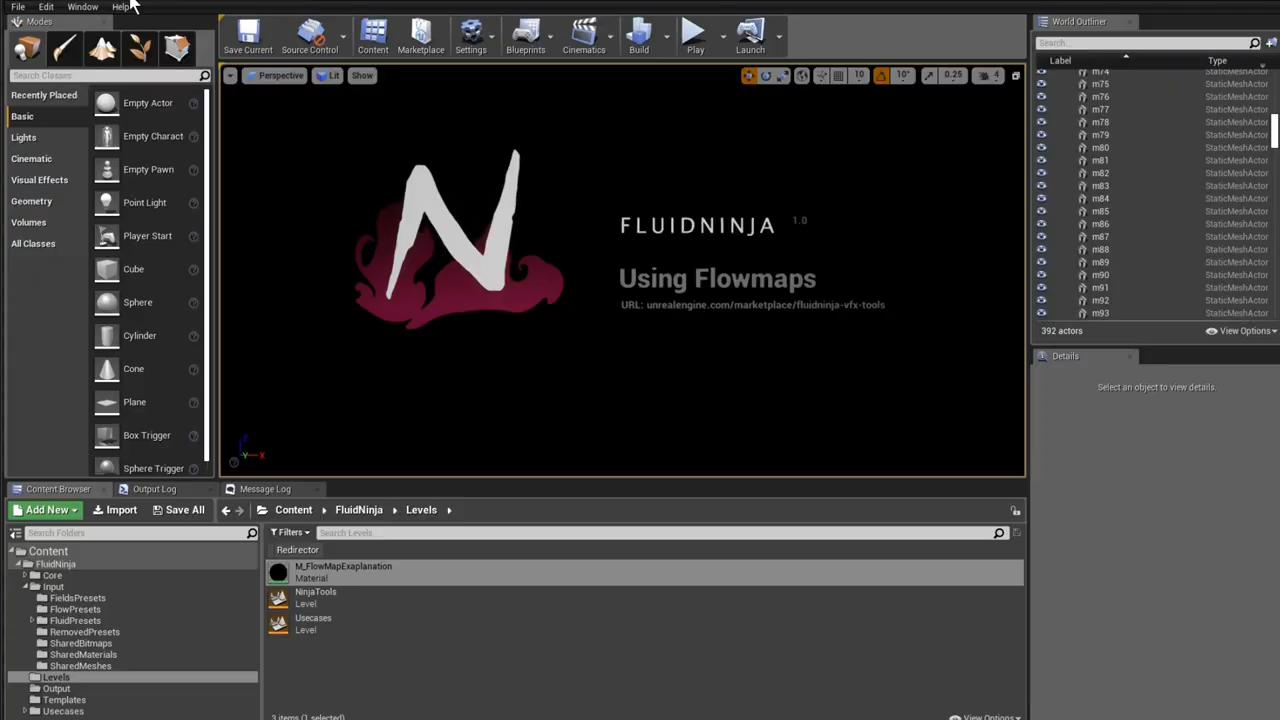 File Edit Window Help
Modes
Search Classes
Recently Placed
Basic
Lights
Cinematic
Visual Effects
Geometry
Volumes
All Classes
Empty Actor
Empty Charact
Empty Pawn
Point Light
Player Start
Cube
Sphere
Cylinder
Cone
Plane
Box Trigger
Sphere Trigger
Save Current
Source Control
Content
Marketplace
Settings
Blueprints
Cinematics
Build
Play
Launch
Perspective Lit Show
10 10° 0.25 4
N
FLUIDNINJA 1.0
Using Flowmaps
URL: unrealengine.com/marketplace/fluidninja-vfx-tools
Z
Y X
World Outliner
Search...
Label Type
m74 StaticMeshActor
m75 StaticMeshActor
m76 StaticMeshActor
m77 StaticMeshActor
m78 StaticMeshActor
m79 StaticMeshActor
m80 StaticMeshActor
m81 StaticMeshActor
m82 StaticMeshActor
m83 StaticMeshActor
m84 StaticMeshActor
m85 StaticMeshActor
m86 StaticMeshActor
m87 StaticMeshActor
m88 StaticMeshActor
m89 StaticMeshActor
m90 StaticMeshActor
m91 StaticMeshActor
m92 StaticMeshActor
m93 StaticMeshActor
392 actors View Options
Details
Select an object to view details.
Content Browser Output Log Message Log
Add New Import Save All Content FluidNinja Levels
Search Folders
Content
FluidNinja
Core
Input
FieldsPresets
FlowPresets
FluidPresets
RemovedPresets
SharedBitmaps
SharedMaterials
SharedMeshes
Levels
Output
Templates
Usecases
Filters Search Levels
Redirector
M_FlowMapExaplanation
Material
NinjaTools
Level
Usecases
Level
3 items (1 selected) View Options